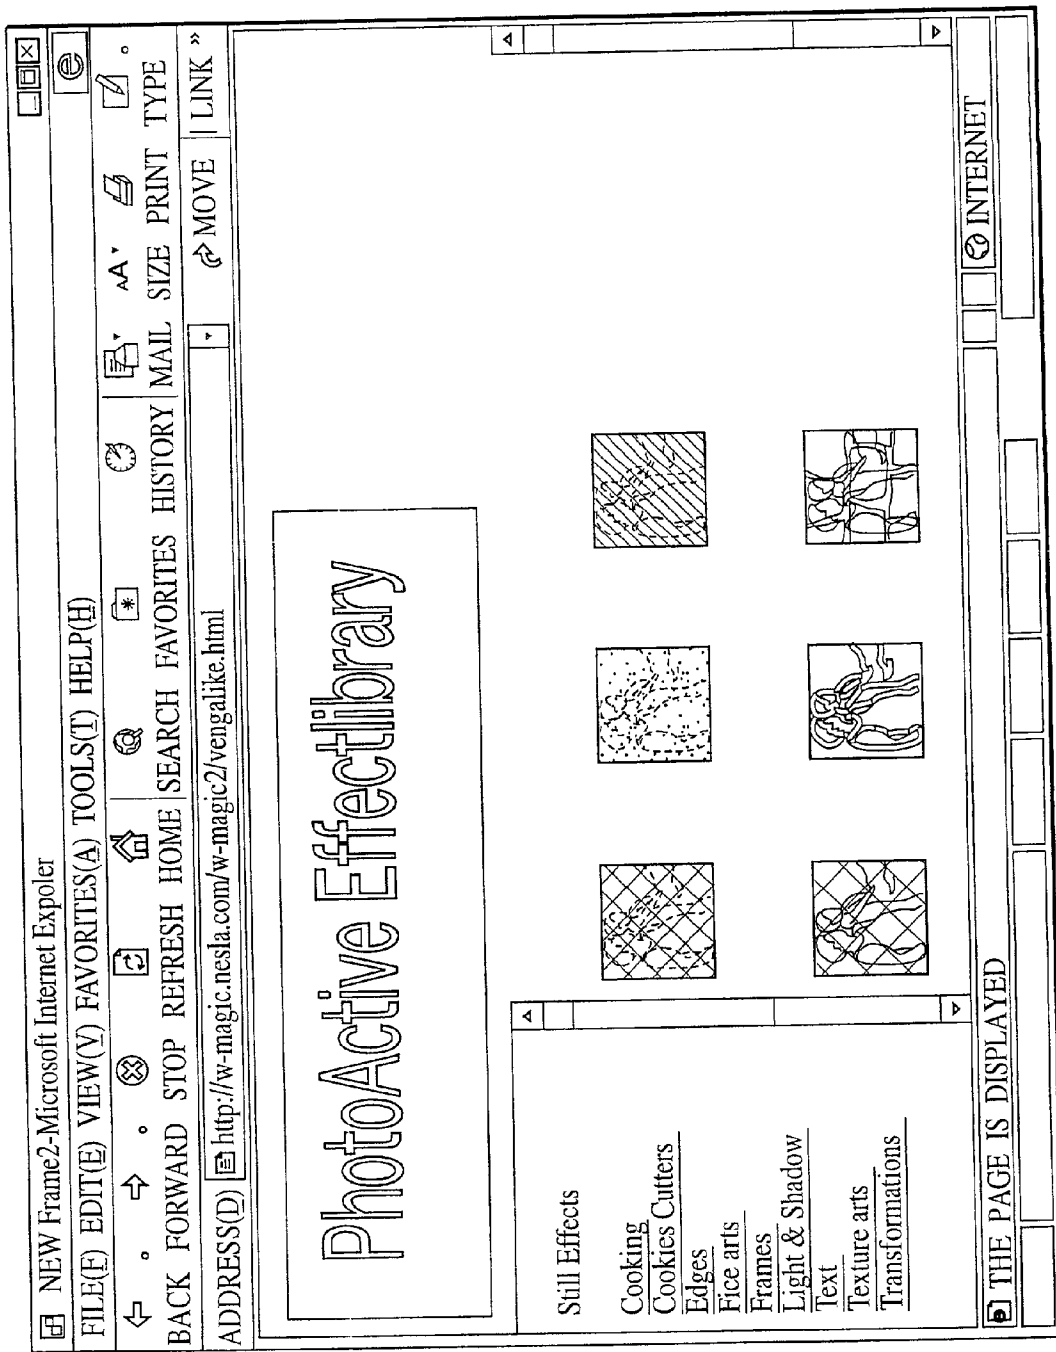 NEW Frame2-Microsoft Internet Expoler
FILE(F) EDIT(E) VIEW(V) FAVORITES(A) TOOLS(T) HELP(H)
BACK FORWARD STOP REFRESH HOME SEARCH FAVORITES HISTORY MAIL SIZE PRINT TYPE
ADDRESS(D) http://w-magic.nesla.com/w-magic2/vengalike.html MOVE LINK »
PhotoActive Effectlibrary
Still Effects
Cooking
Cookies Cutters
Edges
Fice arts
Frames
Light & Shadow
Text
Texture arts
Transformations
THE PAGE IS DISPLAYED INTERNET